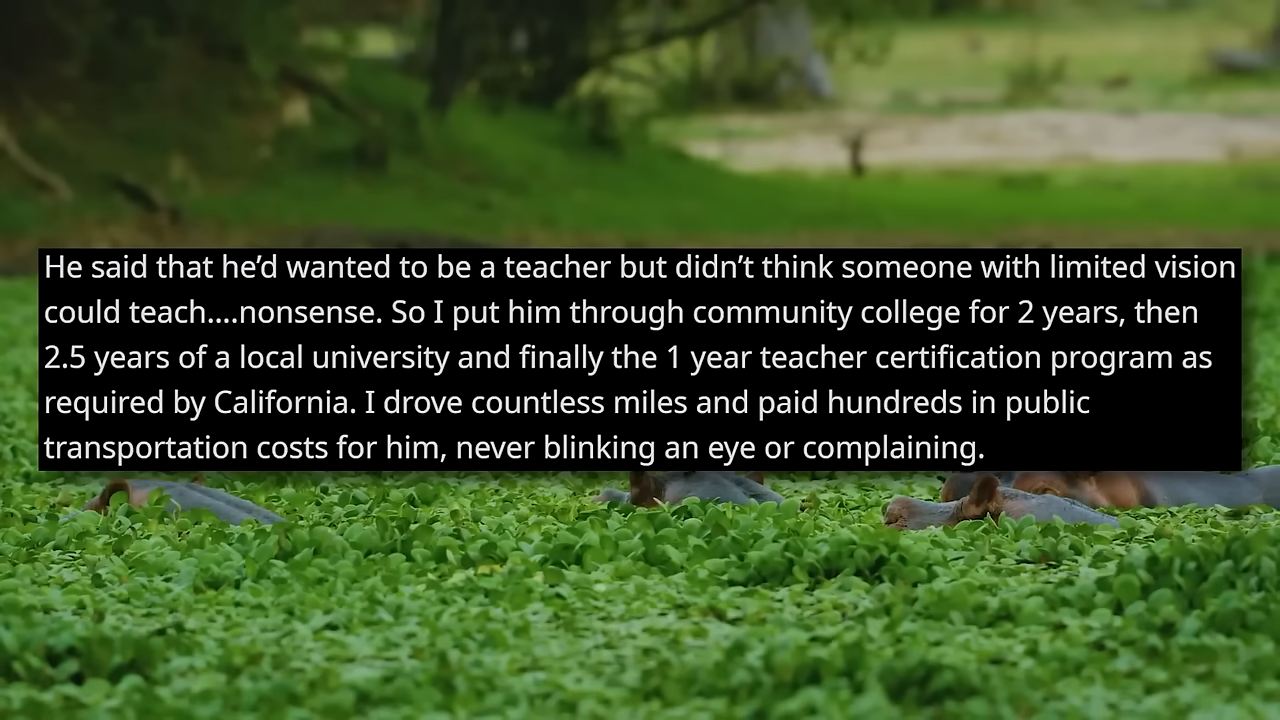 He said that he’d wanted to be a teacher but didn’t think someone with limited vision
could teach....nonsense. So I put him through community college for 2 years, then
2.5 years of a local university and finally the 1 year teacher certification program as
required by California. I drove countless miles and paid hundreds in public
transportation costs for him, never blinking an eye or complaining.